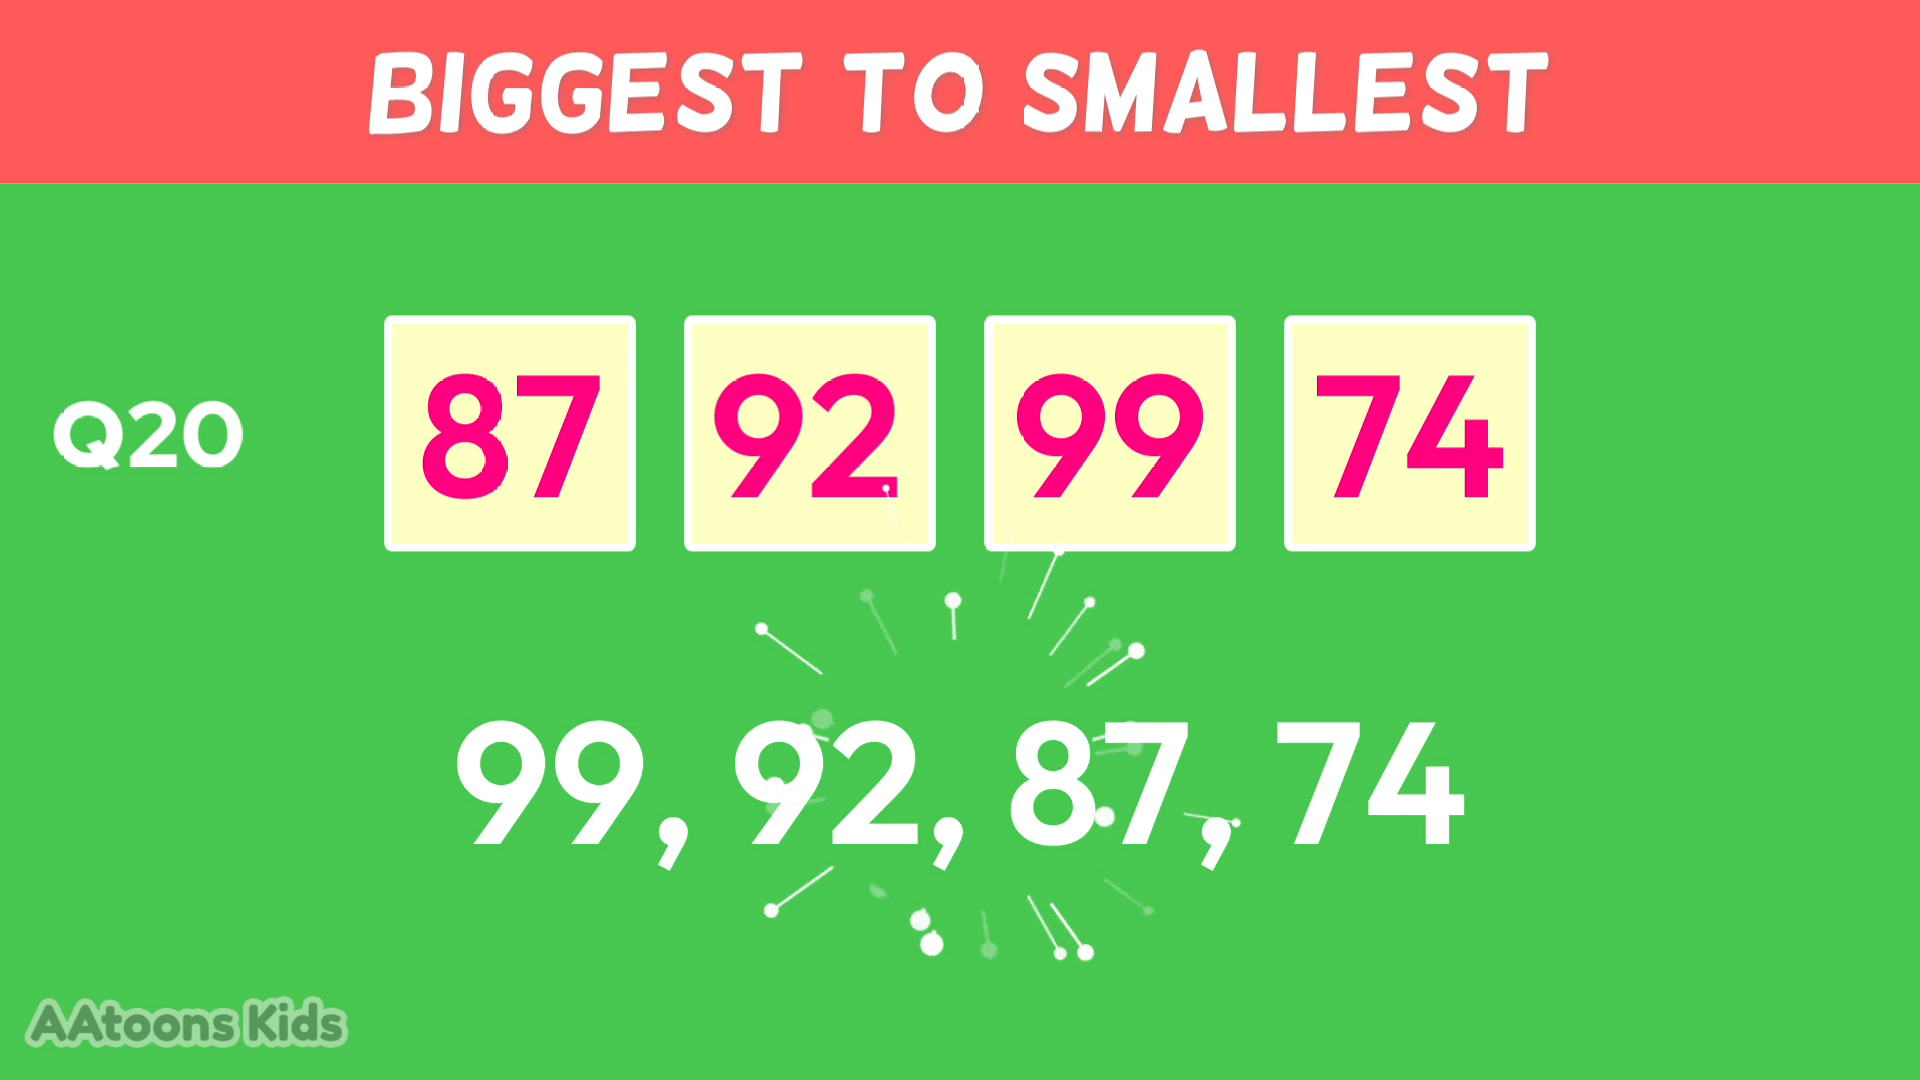 BIGGEST TO SMALLEST
Q20 87 92 99 74
99, 92, 87, 74
AAtoons Kids